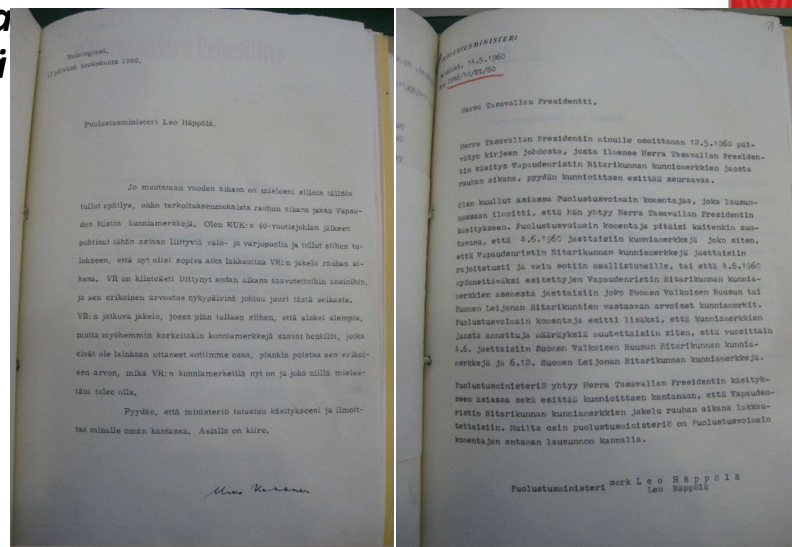 a
i
Helsingissä,
12 päivänä toukokuuta 1960.
Puolustusministeri Leo Häppölä.
Jo muutaman vuoden aikana on mieleeni silloin tällöin
tullut epäilys, onko tarkoituksenmukaista rauhan aikana jakaa Vapau-
den Ristin kunniamerkkejä. Olen RUK:n 40-vuotisjuhlan jälkeen
pohtinut tähän asiaan liittyviä valo- ja varjopuolia ja tullut siihen tu-
lokseen, että nyt olisi sopiva aika lakkauttaa VR:n jakelu rauhan ai-
kana. VR on kiinteästi liittynyt sodan aikana saavutettuihin ansioihin,
ja sen erikoinen arvostus nykypäivinä johtuu juuri tästä seikasta.
VR:n jatkuva jakelu, jossa pian tullaan siihen, että aluksi alempia,
mutta myöhemmin korkeitakin kunniamerkkejä saavat henkilöt, jotka
eivät ole lainkaan ottaneet sotiimme osaa, piankin poistaa sen erikoi-
sen arvon, mikä VR:n kunniamerkeillä nyt on ja joka niillä mieles-
täni tulee olla.
Pyydän, että ministeriö tutustuu käsitykseeni ja ilmoit-
taa minulle oman kantansa. Asialla on kiire.
PUOLUSTUSMINISTERI
14.5.1960
Herra Tasavallan Presidentti,
Herra Tasavallan Presidentin minulle osoittaman 12.5.1960 päi-
vätyn kirjeen johdosta, josta ilmenee Herra Tasavallan Presiden-
tin käsitys Vapaudenristin Ritarikunnan kunniamerkkien jaosta
rauhan aikana, pyydän kunnioittaen esittää seuraavaa.
Olen kuullut asiassa Puolustusvoimain komentajaa, joka lausun-
nossaan ilmoitti, että hän yhtyy Herra Tasavallan Presidentin
käsitykseen. Puolustusvoimain komentaja pitäisi kuitenkin suo-
tavana, että 4.6.1960 jaettaisiin kunniamerkkejä joko siten,
että Vapaudenristin Ritarikunnan kunniamerkkejä jaettaisiin
rajoitetusti ja vain sotiin osallistuneille, tai että 4.6.1960
myönnettäväksi esitettyjen Vapaudenristin Ritarikunnan kunnia-
merkkien asemesta jaettaisiin joko Suomen Valkoisen Ruusun tai
Suomen Leijonan Ritarikuntien vastaavan arvoiset kunniamerkit.
Puolustusvoimain komentaja esitti lisäksi, että kunniamerkkien
jaosta annettuja määräyksiä muutettaisiin siten, että vuosittain
4.6. jaettaisiin Suomen Valkoisen Ruusun Ritarikunnan kunnia-
merkkejä ja 6.12. Suomen Leijonan Ritarikunnan kunniamerkkejä.
Puolustusministeriö yhtyy Herra Tasavallan Presidentin käsityk-
seen asiassa sekä esittää kunnioittaen kantanaan, että Vapauden-
ristin Ritarikunnan kunniamerkkien jakelu rauhan aikana lakkau-
tettaisiin. Muilta osin puolustusministeriö on Puolustusvoimain
komentajan antaman lausunnon kannalla.
Puolustusministeri merk Leo Häppölä
Leo Häppölä